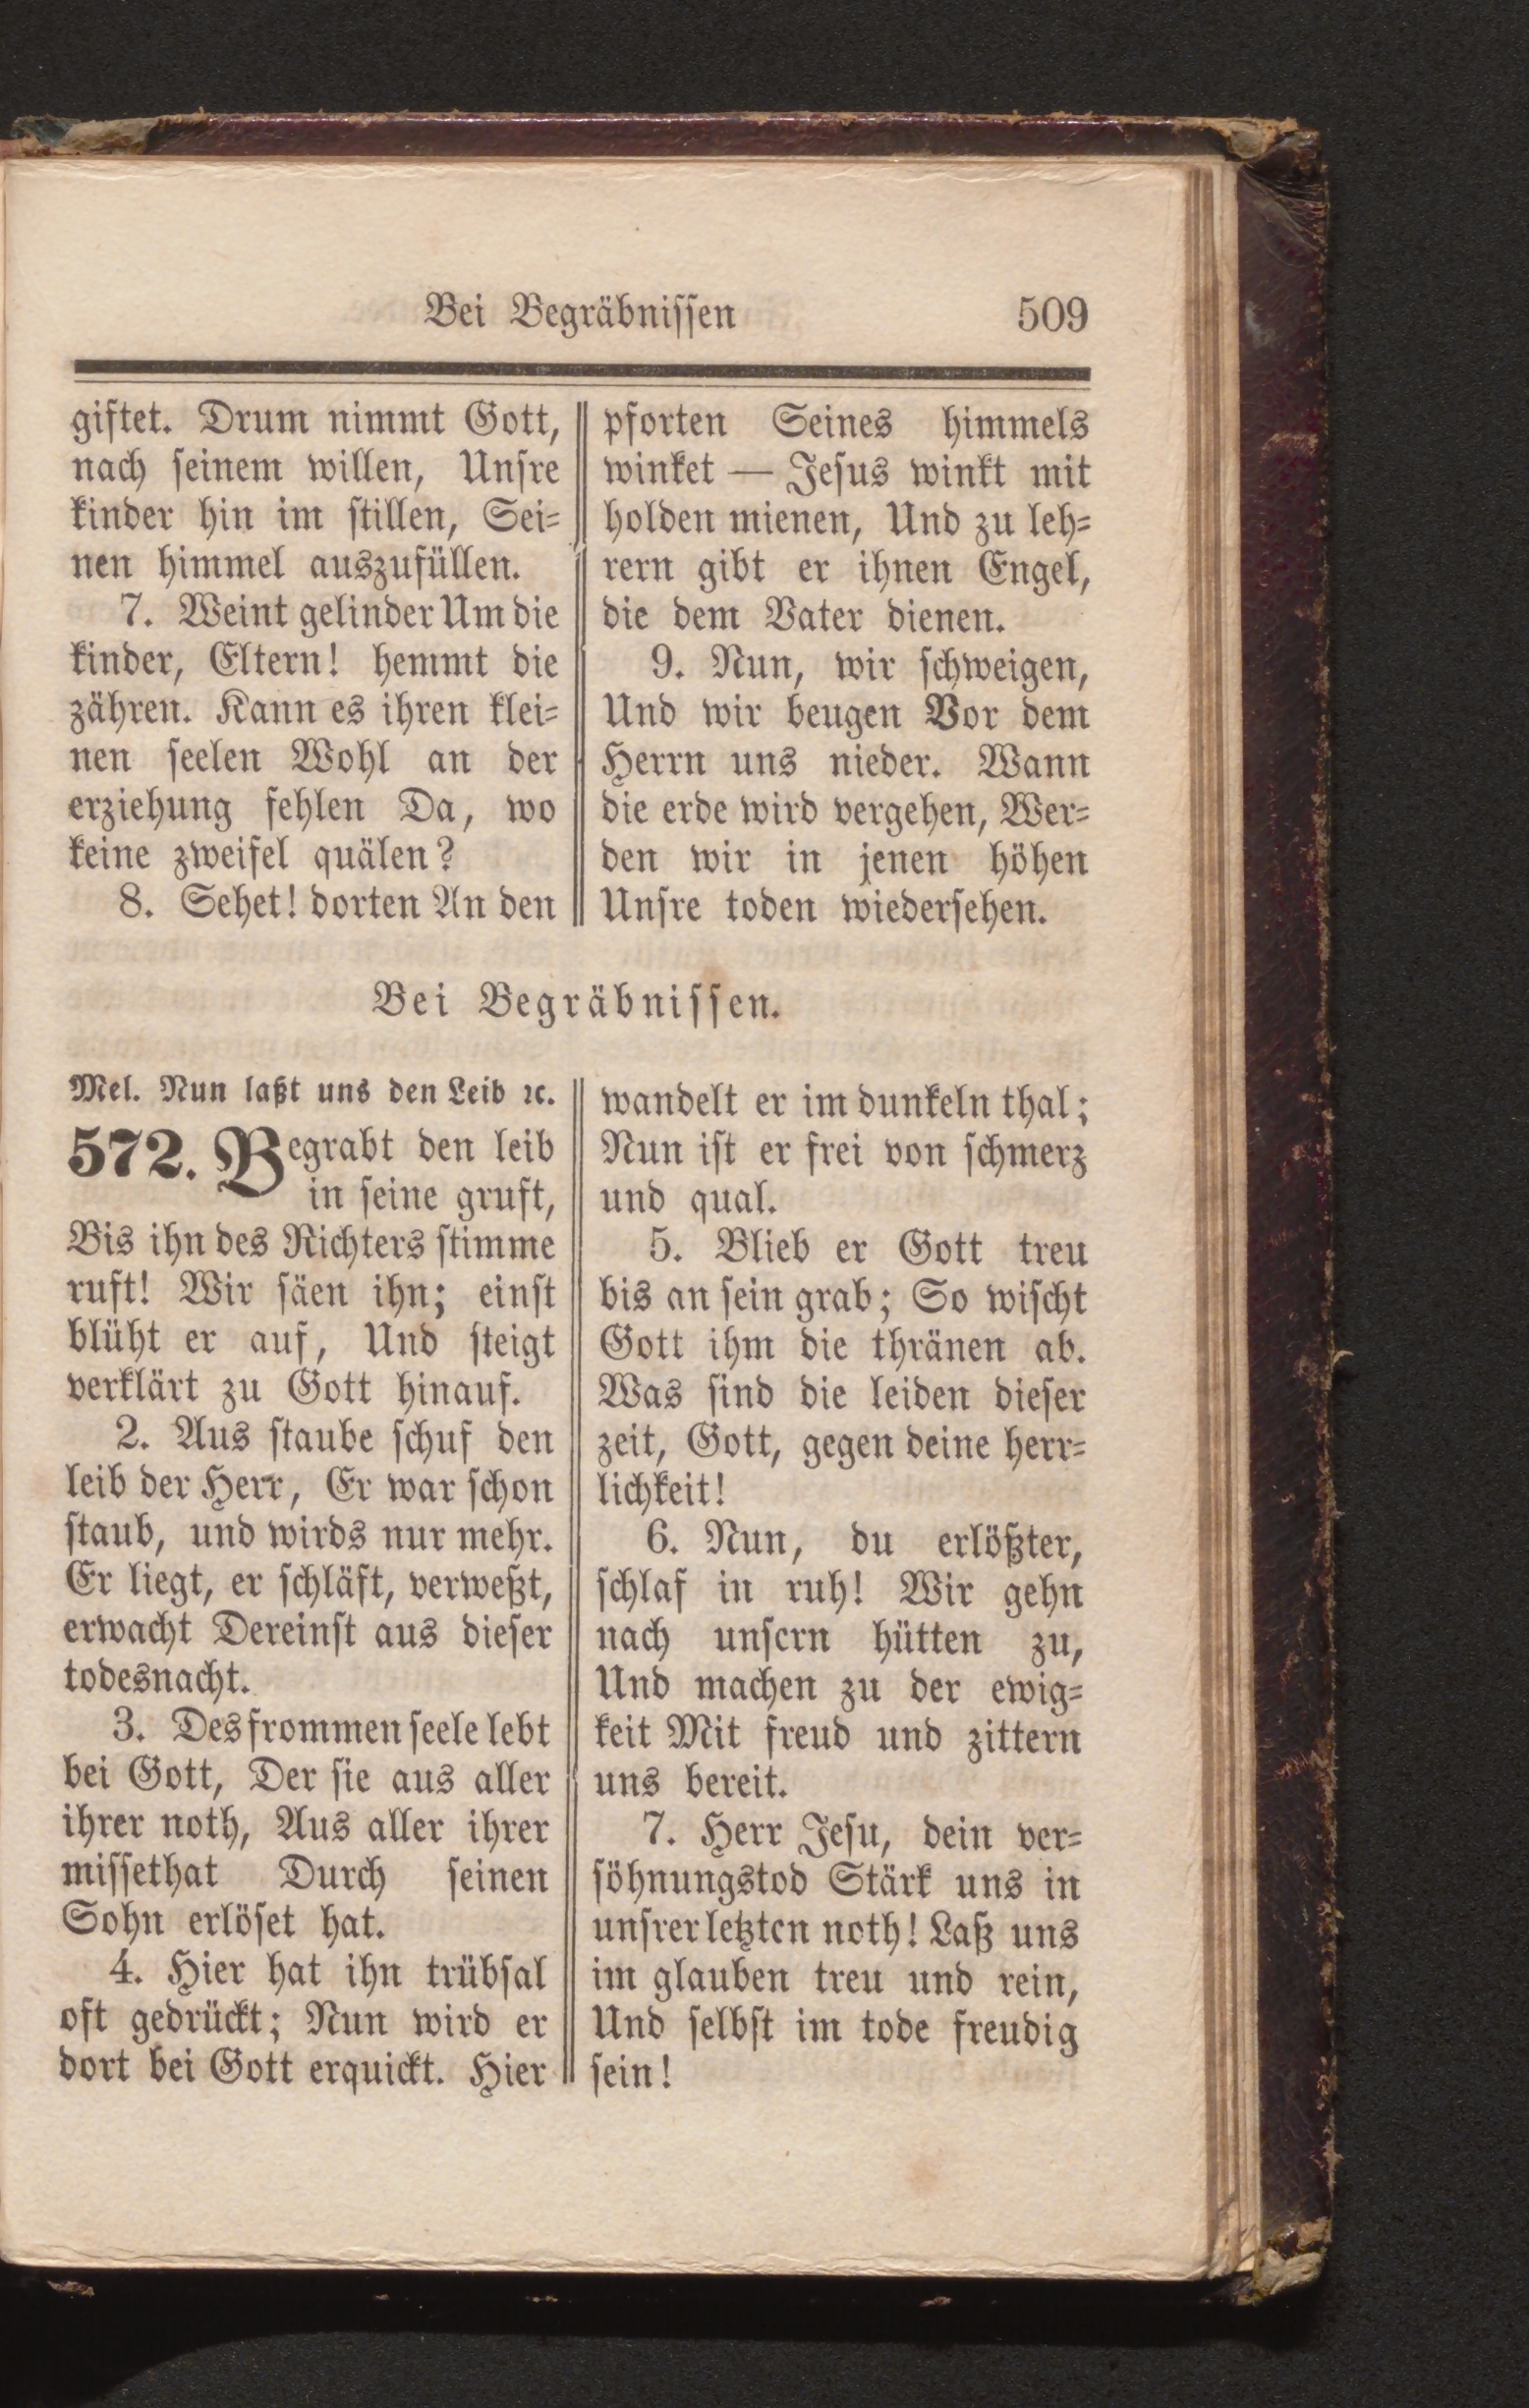 Bei Begräbnissen 509
giftet. Drum nimmt Gott,
nach seinem willen, Unsre
kinder hin im stillen, Sei-
nen himmel auszufüllen.
7. Weint gelinder Um die
kinder, Eltern! hemmt die
zähren. Kann es ihren klei-
nen seelen Wohl an der
erziehung fehlen Da, wo
keine zweifel quälen?
8. Sehet! dorten An den
pforten Seines himmels
winket — Jesus winkt mit
holden mienen, Und zu leh-
rern gibt er ihnen Engel,
die dem Vater dienen.
9. Nun, wir schweigen,
Und wir beugen Vor dem
Herrn uns nieder. Wann
die erde wird vergehen, Wer-
den wir in jenen höhen
Unsre toden wiedersehen.
Bei Begräbnissen.
Mel. Nun laßt uns den Leib ꝛc.
572. Begrabt den leib
in seine gruft,
Bis ihn des Richters stimme
ruft! Wir säen ihn; einst
blüht er auf, Und steigt
verklärt zu Gott hinauf.
2. Aus staube schuf den
leib der Herr, Er war schon
staub, und wirds nur mehr.
Er liegt, er schläft, verweßt,
erwacht Dereinst aus dieser
todesnacht.
3. Des frommen seele lebt
bei Gott, Der sie aus aller
ihrer noth, Aus aller ihrer
missethat Durch seinen
Sohn erlöset hat.
4. Hier hat ihn trübsal
oft gedrückt; Nun wird er
dort bei Gott erquickt. Hier
wandelt er im dunkeln thal;
Nun ist er frei von schmerz
und qual.
5. Blieb er Gott treu
bis an sein grab; So wischt
Gott ihm die thränen ab.
Was sind die leiden dieser
zeit, Gott, gegen deine herr-
lichkeit!
6. Nun, du erlößter,
schlaf in ruh! Wir gehn
nach unsern hütten zu,
Und machen zu der ewig-
keit Mit freud und zittern
uns bereit.
7. Herr Jesu, dein ver-
söhnungstod Stärk uns in
unsrer letzten noth! Laß uns
im glauben treu und rein,
Und selbst im tode freudig
sein!